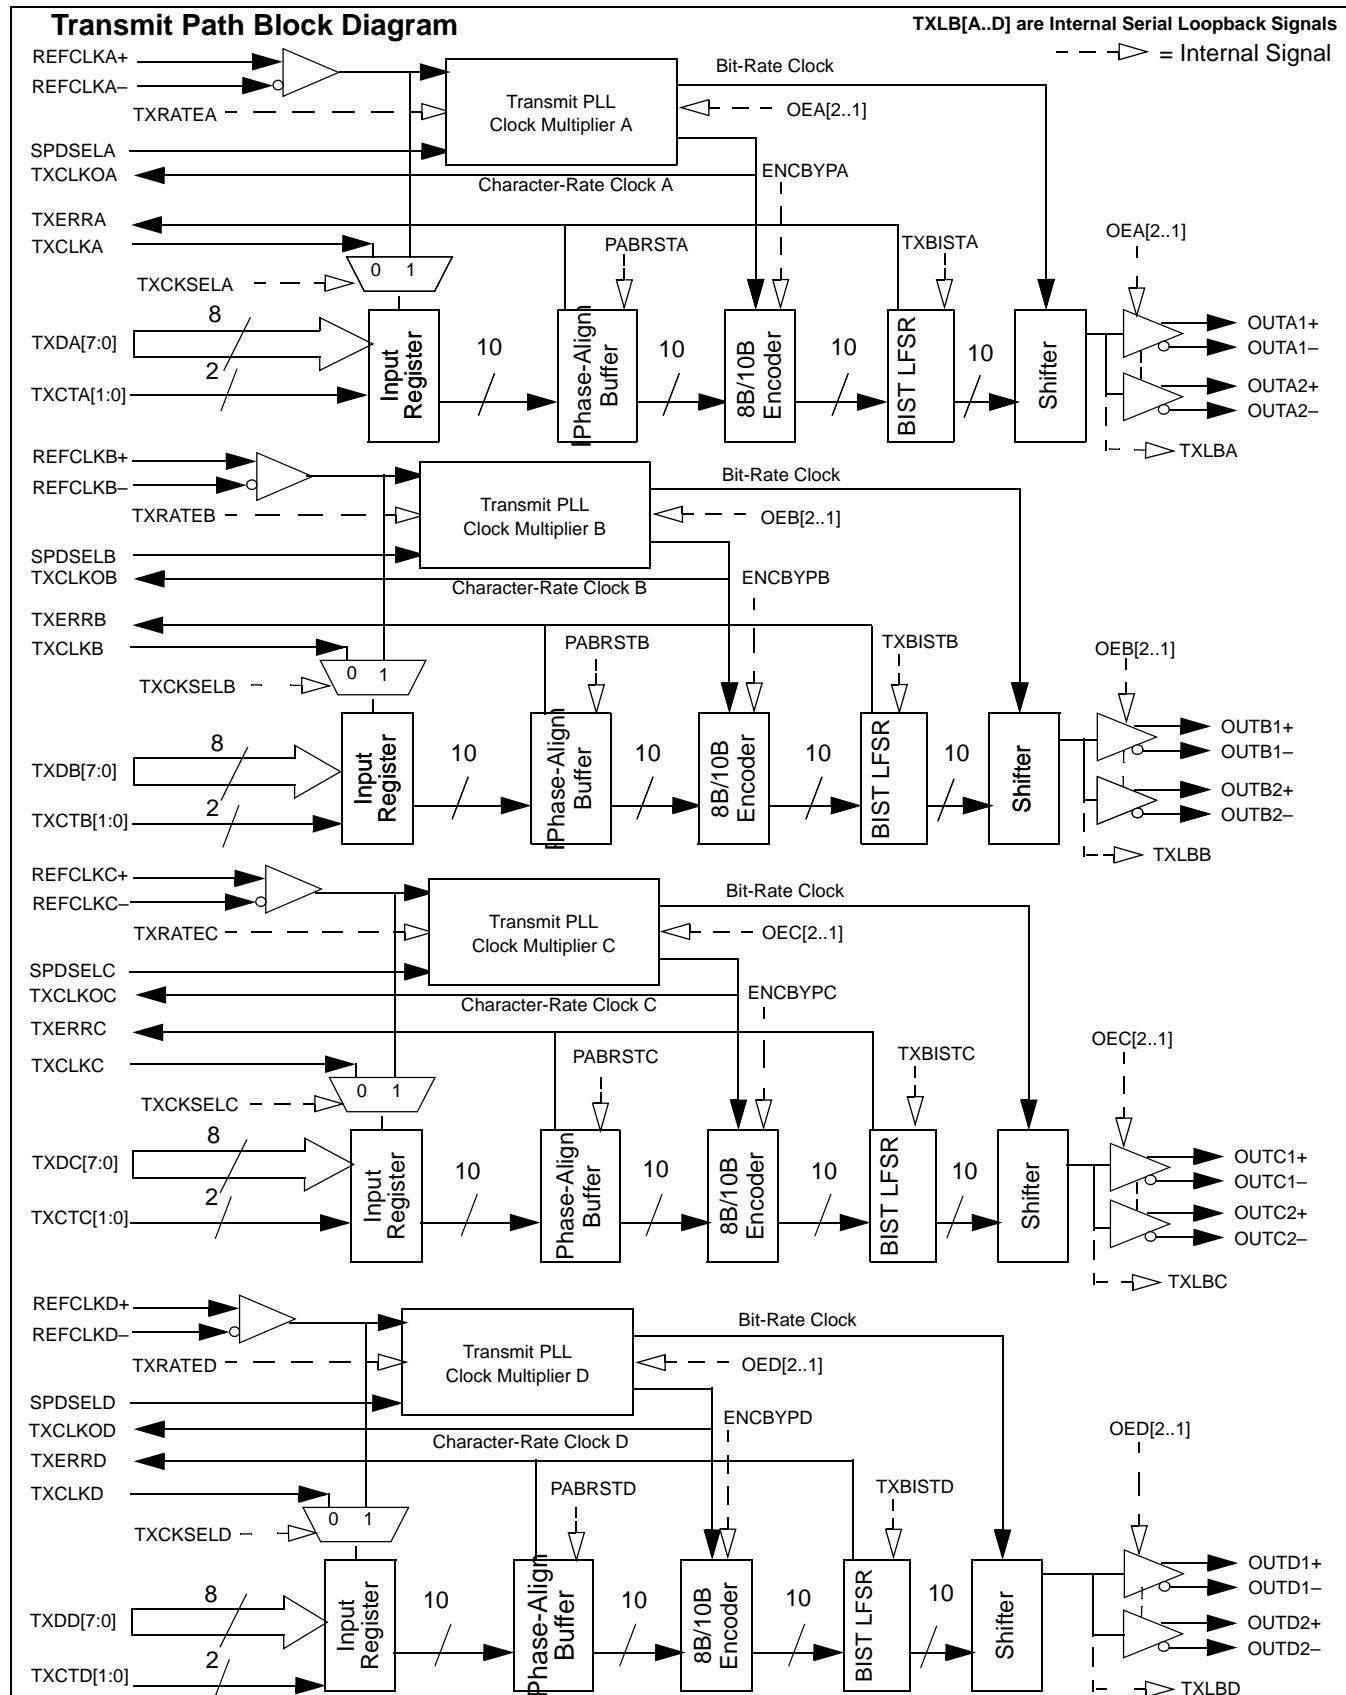 Transmit Path Block Diagram
TXLB[A..D] are Internal Serial Loopback Signals
= Internal Signal
REFCLKA+
REFCLKA–
TXRATEA
SPDSELA
TXCLKOA
TXERRA
TXCLKA
TXCKSELA
TXDA[7:0]
TXCTA[1:0]
Transmit PLL
Clock Multiplier A
Bit-Rate Clock
OEA[2..1]
Character-Rate Clock A
ENCBYPA
PABRSTA
TXBISTA
OEA[2..1]
0 1
8
2
Input
Register
10
Phase-Align
Buffer
10
8B/10B
Encoder
10
BIST LFSR
10
Shifter
OUTA1+
OUTA1–
OUTA2+
OUTA2–
TXLBA
REFCLKB+
REFCLKB–
TXRATEB
SPDSELB
TXCLKOB
TXERRB
TXCLKB
TXCKSELB
TXDB[7:0]
TXCTB[1:0]
Transmit PLL
Clock Multiplier B
Bit-Rate Clock
OEB[2..1]
Character-Rate Clock B
ENCBYPB
PABRSTB
TXBISTB
OEB[2..1]
0 1
8
2
Input
Register
10
Phase-Align
Buffer
10
8B/10B
Encoder
10
BIST LFSR
10
Shifter
OUTB1+
OUTB1–
OUTB2+
OUTB2–
TXLBB
REFCLKC+
REFCLKC–
TXRATEC
SPDSELC
TXCLKOC
TXERRC
TXCLKC
TXCKSELC
TXDC[7:0]
TXCTC[1:0]
Transmit PLL
Clock Multiplier C
Bit-Rate Clock
OEC[2..1]
Character-Rate Clock C
ENCBYPC
PABRSTC
TXBISTC
OEC[2..1]
0 1
8
2
Input
Register
10
Phase-Align
Buffer
10
8B/10B
Encoder
10
BIST LFSR
10
Shifter
OUTC1+
OUTC1–
OUTC2+
OUTC2–
TXLBC
REFCLKD+
REFCLKD–
TXRATED
SPDSELD
TXCLKOD
TXERRD
TXCLKD
TXCKSELD
TXDD[7:0]
TXCTD[1:0]
Transmit PLL
Clock Multiplier D
Bit-Rate Clock
OED[2..1]
Character-Rate Clock D
ENCBYPD
PABRSTD
TXBISTD
OED[2..1]
0 1
8
2
Input
Register
10
Phase-Align
Buffer
10
8B/10B
Encoder
10
BIST LFSR
10
Shifter
OUTD1+
OUTD1–
OUTD2+
OUTD2–
TXLBD